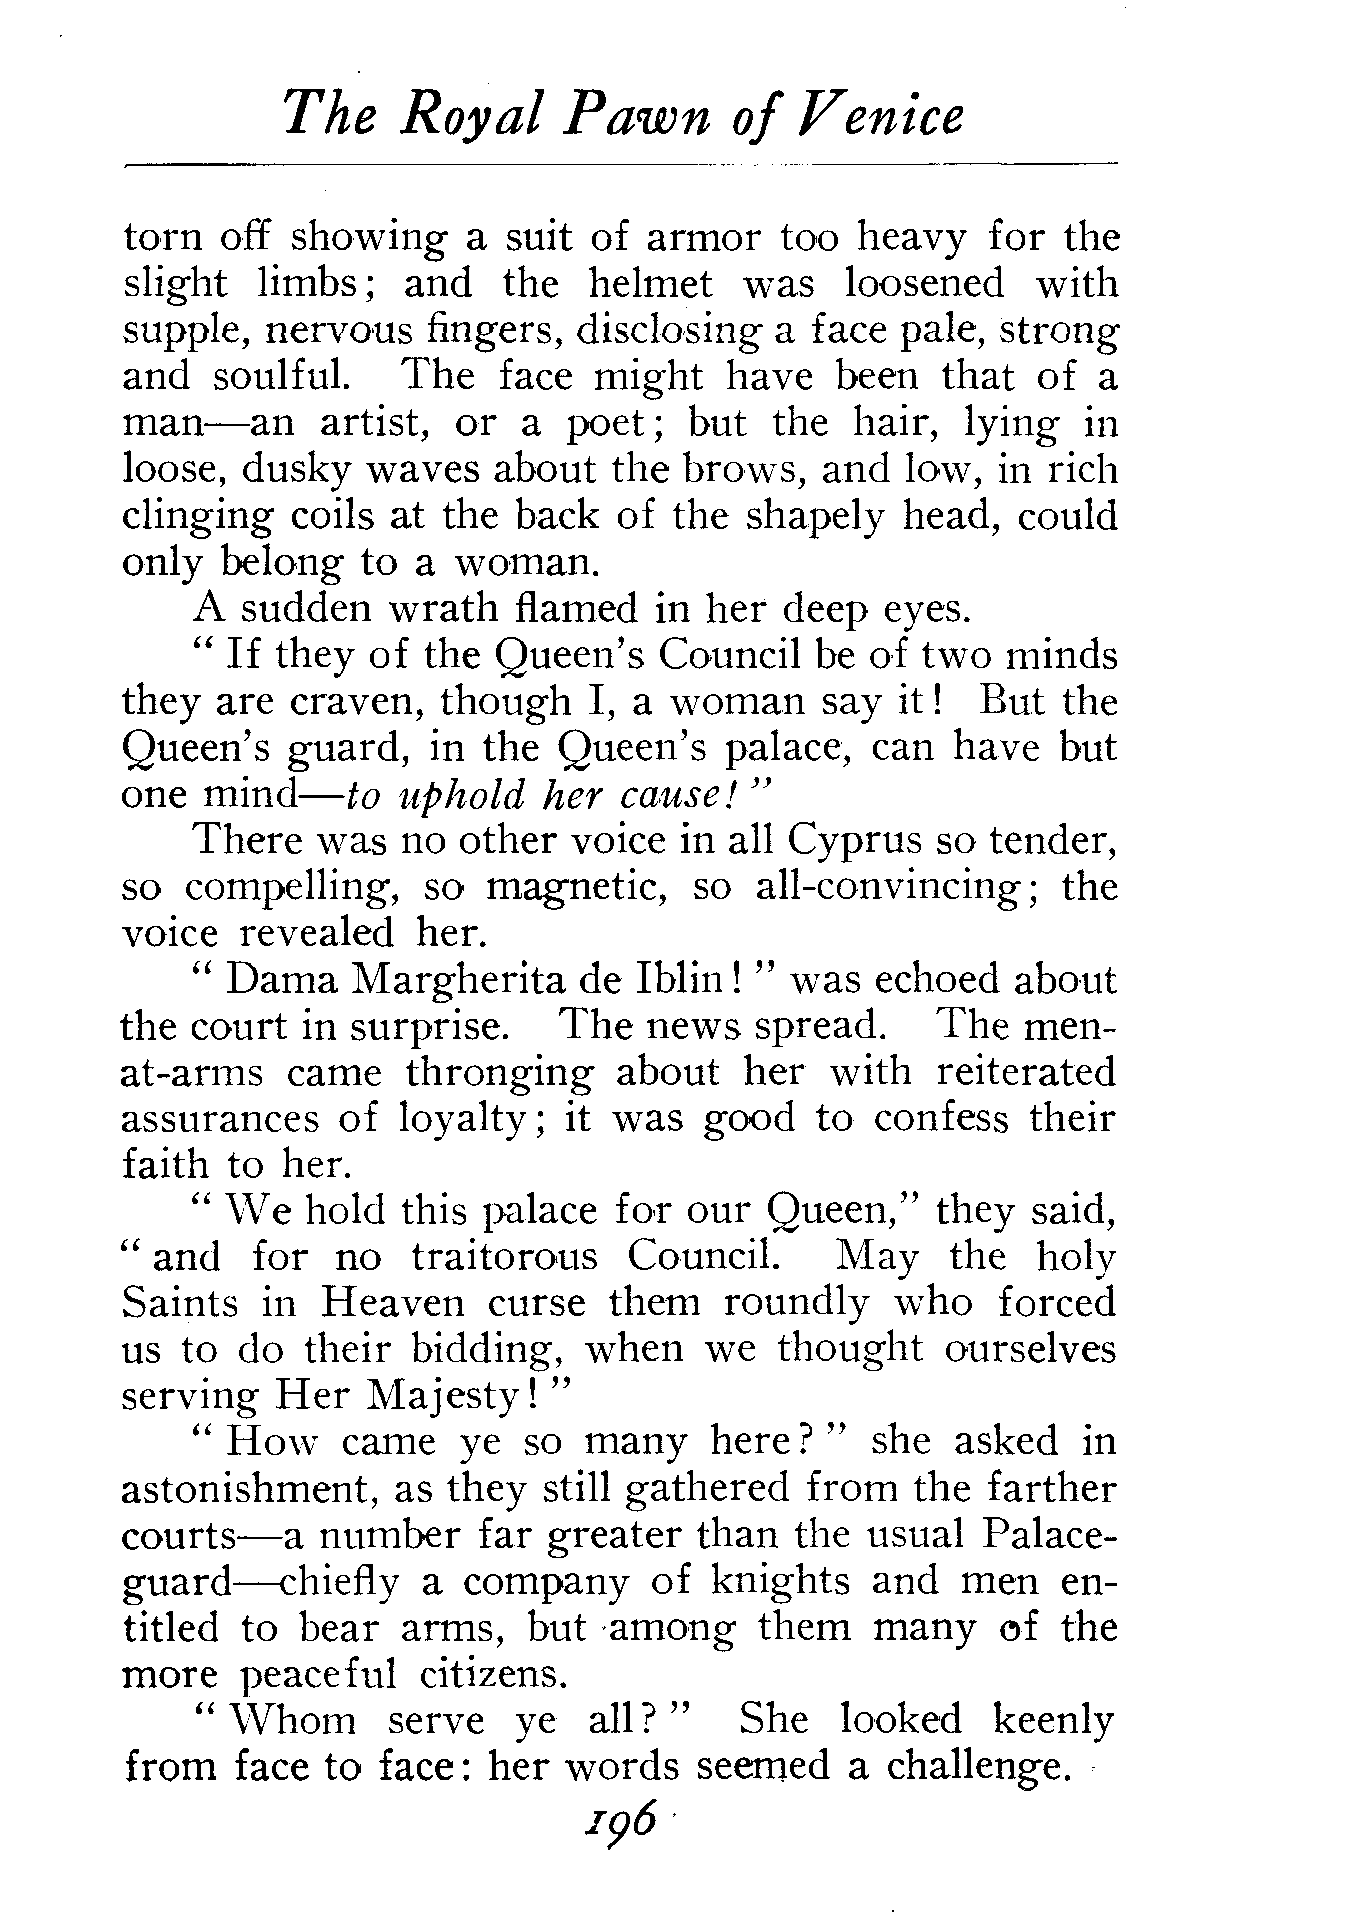 The Royal Pawn of Venice
torn off showing a suit of armor too heavy for the
slight limbs; and the helmet was loosened with
supple, nervous fingers, disclosing a face pale, strong
and soulful. The face might have been that of a
man—an artist, or a poet; but the hair, lying in
loose, dusky waves about the brows, and low, in rich
clinging coils at the back of the shapely head, could
only belong to a woman.
A sudden wrath flamed in her deep eyes.
" If they of the Queen's Council be of two minds
they are craven, though I, a woman say it! But the
Queen's guard, in the Queen's palace, can have but
one mind—to uphold her cause! "
There was no other voice in all Cyprus so tender,
so compelling, so magnetic, so all-convincing; the
voice revealed her.
" Dama Margherita de Iblin! " was echoed about
the court in surprise. The news spread. The men-
at-arms came thronging about her with reiterated
assurances of loyalty; it was good to confess their
faith to her.
" We hold this palace for our Queen," they said,
" and for no traitorous Council. May the holy
Saints in Heaven curse them roundly who forced
us to do their bidding, when we thought ourselves
serving Her Majesty! "
" How came ye so many here? " she asked in
astonishment, as they still gathered from the farther
courts—a number far greater than the usual Palace-
guard—chiefly a company of knights and men en-
titled to bear arms, but among them many of the
more peaceful citizens.
" Whom serve ye all? " She looked keenly
from face to face: her words seemed a challenge.
196